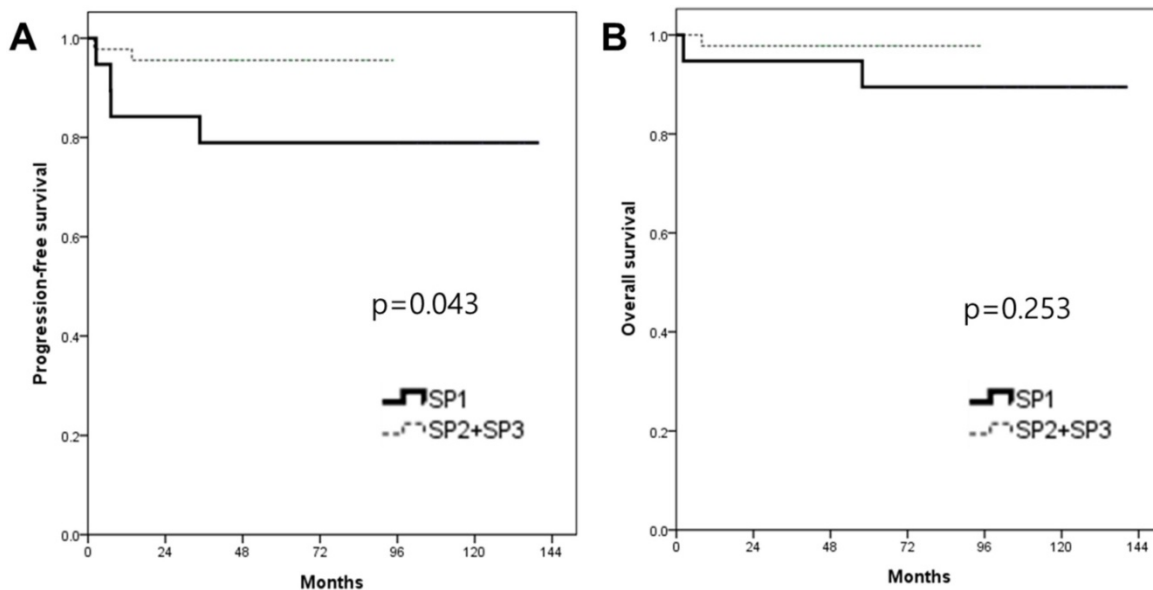 A
Progression-free survival
1.0
0.8
0.6
0.4
0.2
0.0
p=0.043
SP1
SP2+SP3
0 24 48 72 96 120 144
Months
B
Overall survival
1.0
0.8
0.6
0.4
0.2
0.0
p=0.253
SP1
SP2+SP3
0 24 48 72 96 120 144
Months